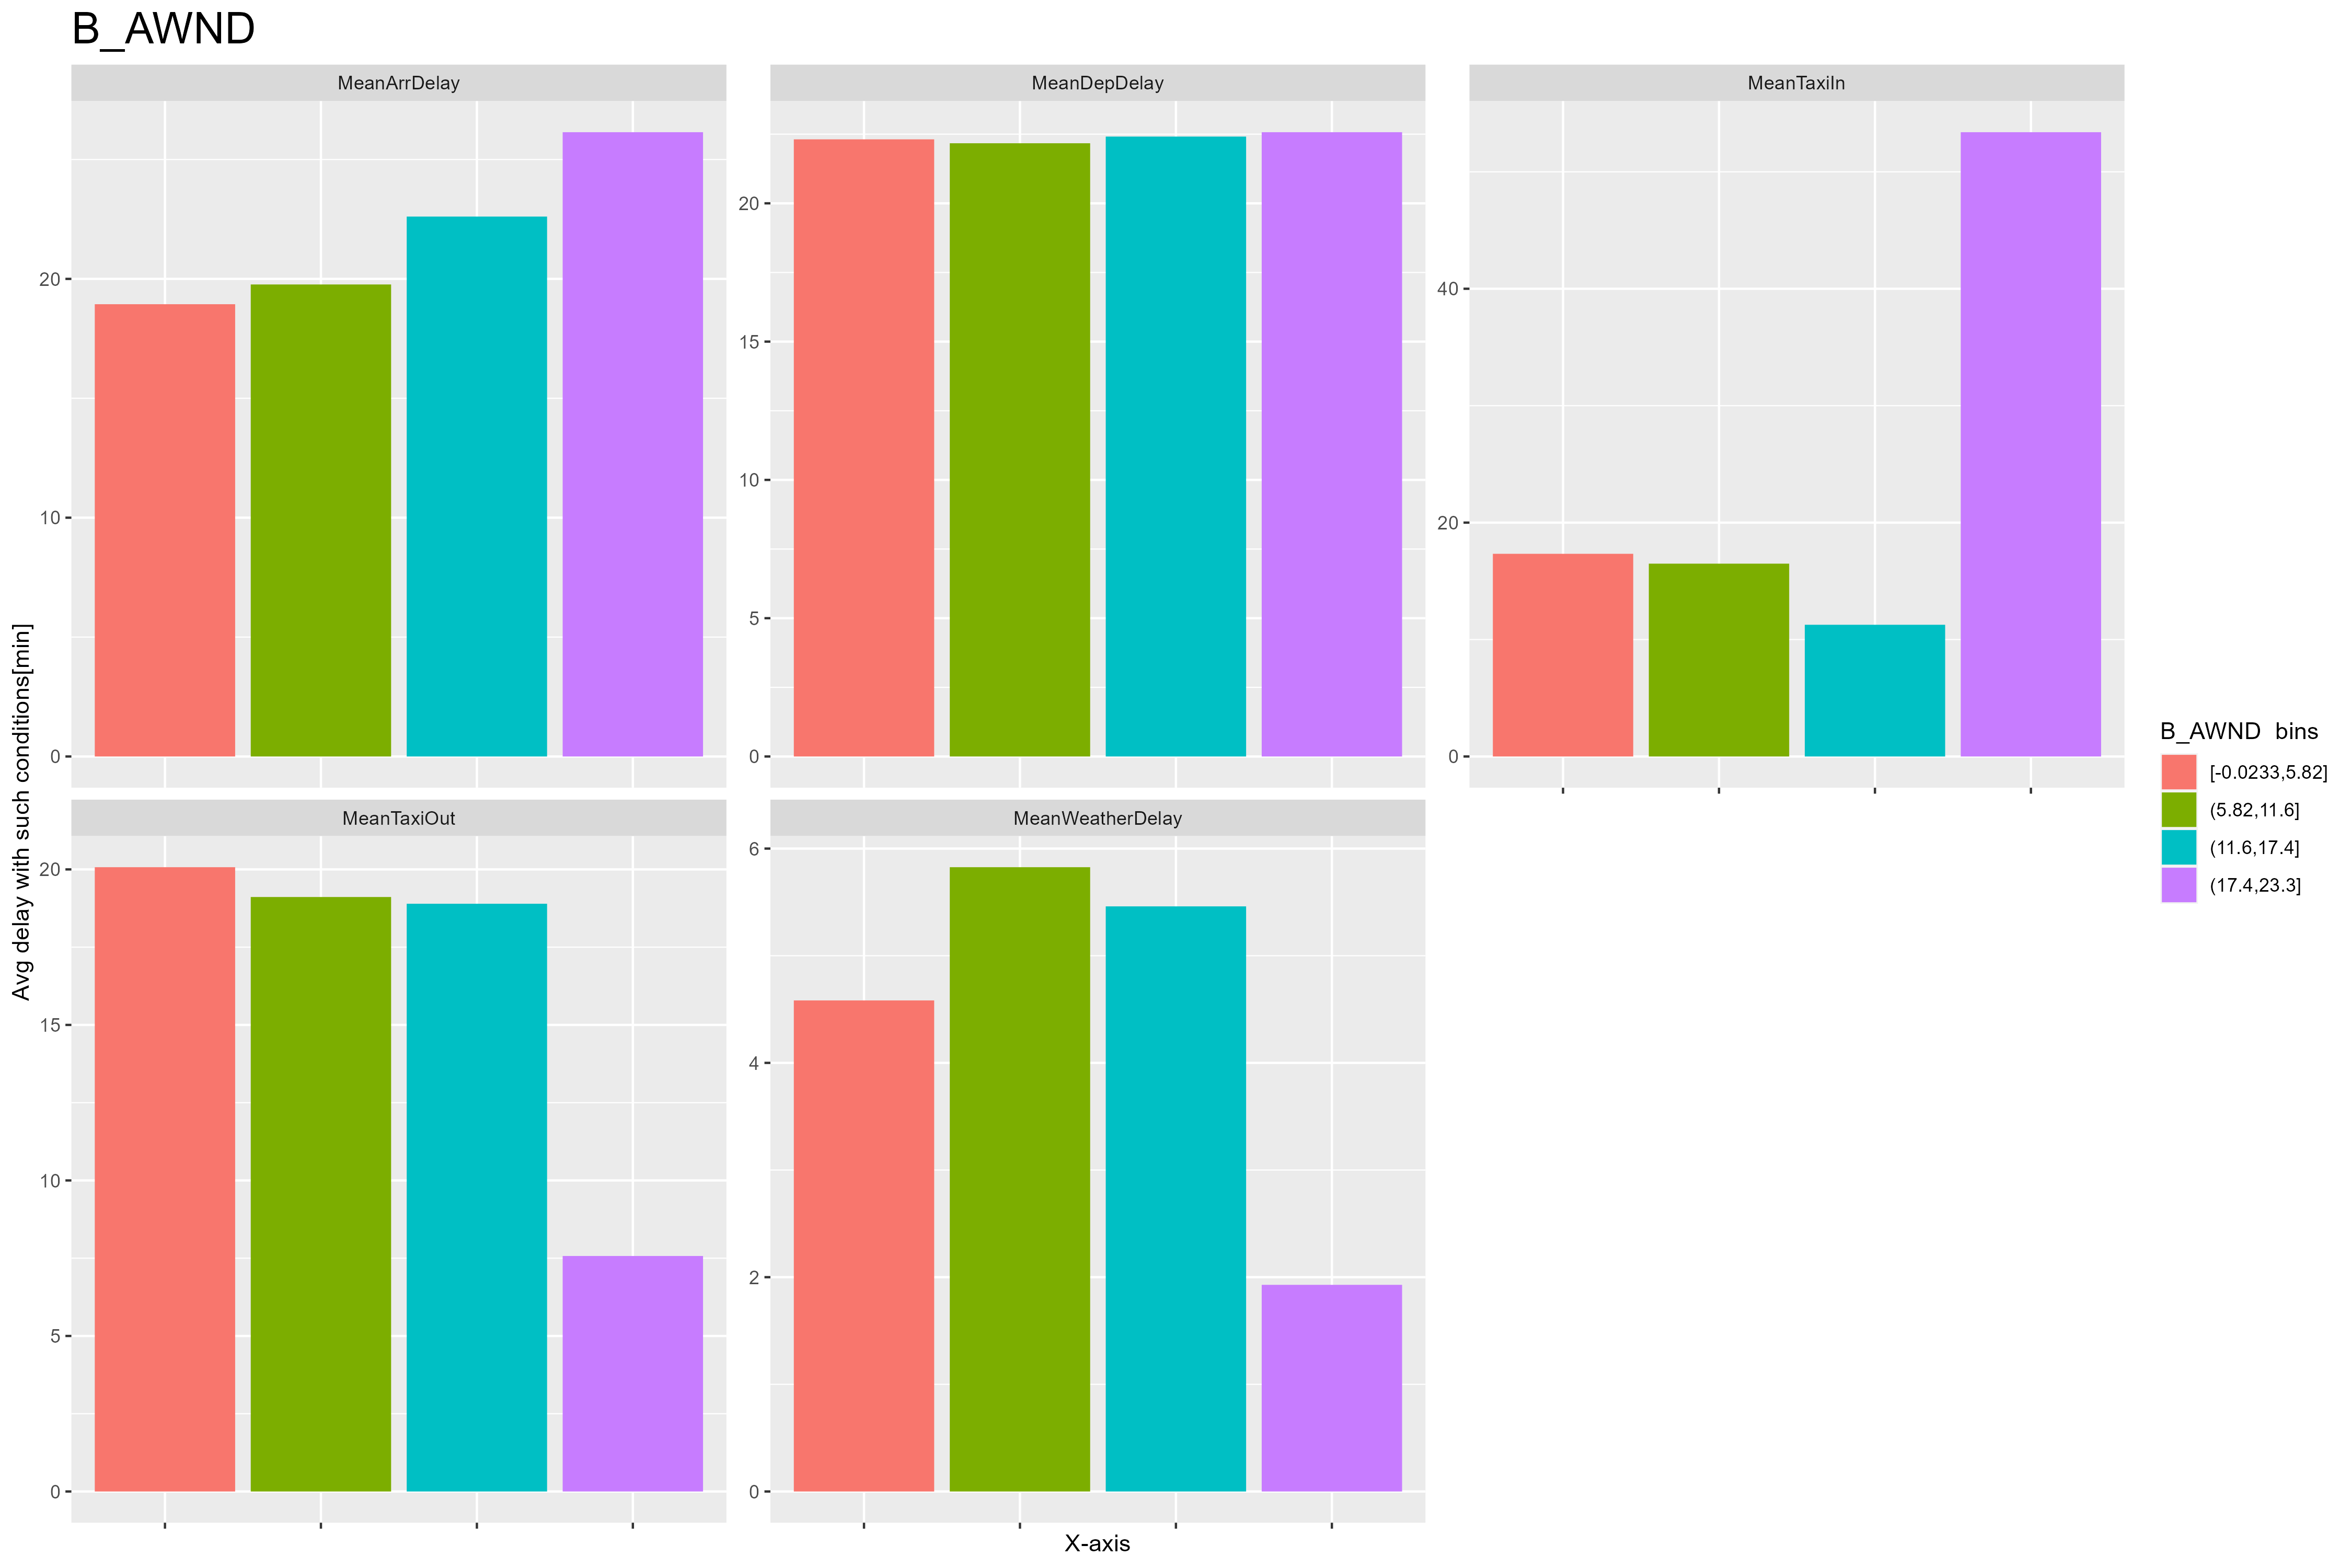 B_AWND
MeanArrDelay
MeanDepDelay
MeanTaxiIn
20
10
0
20
15
10
5
0
40
20
0
Avg delay with such conditions[min]
MeanTaxiOut
MeanWeatherDelay
20
15
10
5
0
6
4
2
0
X-axis
B_AWND  bins
[-0.0233,5.82]
(5.82,11.6]
(11.6,17.4]
(17.4,23.3]